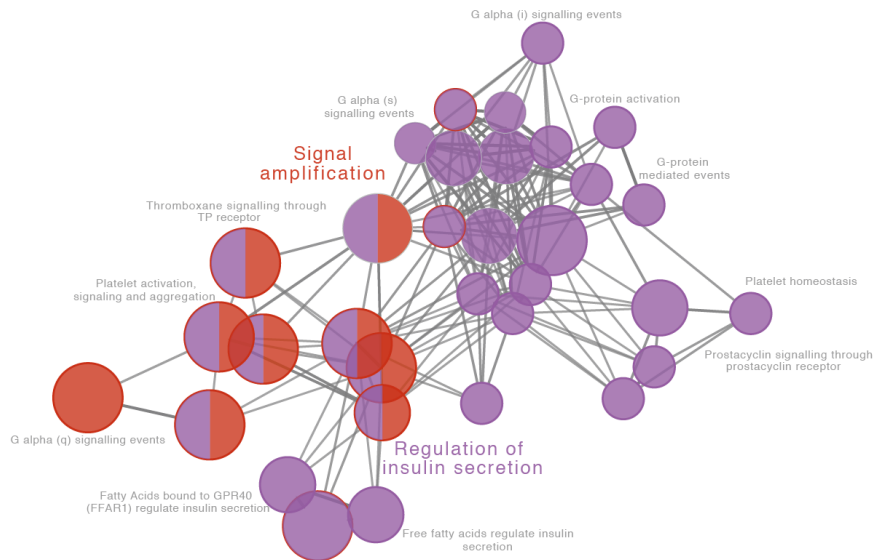 G alpha (i) signalling events
G alpha (s)
signalling events
G-protein activation
Signal
amplification
G-protein
mediated events
Thromboxane signalling through
TP receptor
Platelet activation,
signaling and aggregation
Platelet homeostasis
Prostacyclin signalling through
prostacyclin receptor
G alpha (q) signalling events
Regulation of
insulin secretion
Fatty Acids bound to GPR40
(FFAR1) regulate insulin secretion
Free fatty acids regulate insulin
secretion